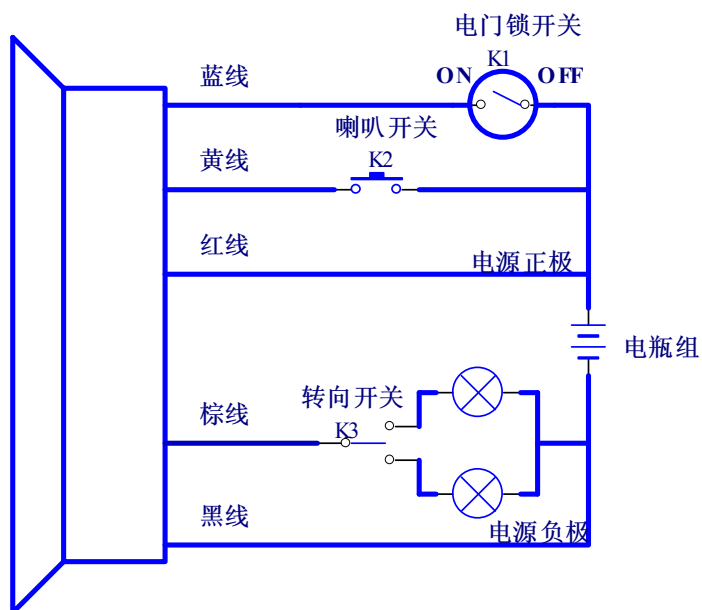 电门锁开关
K1
ON OFF
蓝线
喇叭开关
K2
黄线
红线
电源正极
电瓶组
转向开关
K3
棕线
黑线
电源负极